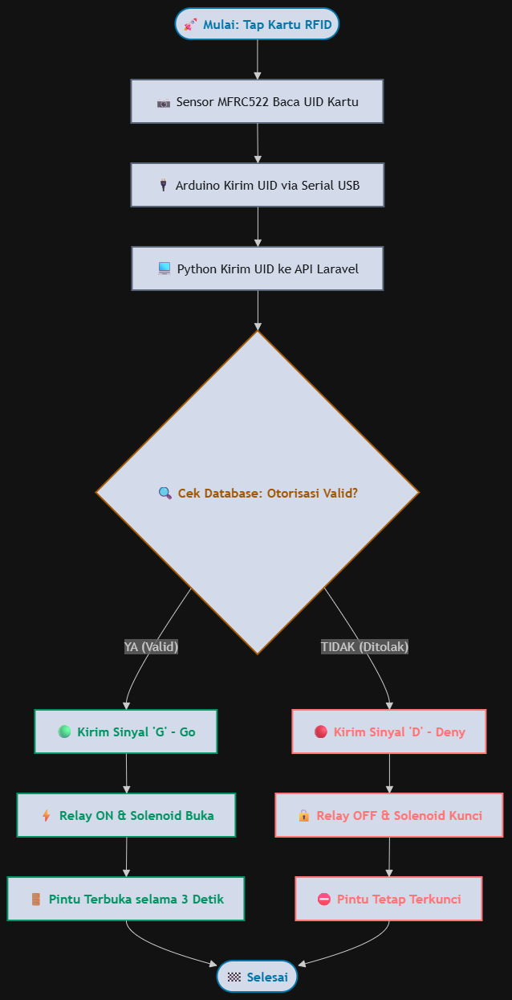 🚀 Mulai: Tap Kartu RFID
📷 Sensor MFRC522 Baca UID Kartu
🔌 Arduino Kirim UID via Serial USB
💻 Python Kirim UID ke API Laravel
🔍 Cek Database: Otorisasi Valid?
YA (Valid)
TIDAK (Ditolak)
🟢 Kirim Sinyal 'G' - Go
🔴 Kirim Sinyal 'D' - Deny
⚡ Relay ON & Solenoid Buka
🔒 Relay OFF & Solenoid Kunci
🚪 Pintu Terbuka selama 3 Detik
⛔ Pintu Tetap Terkunci
🏁 Selesai